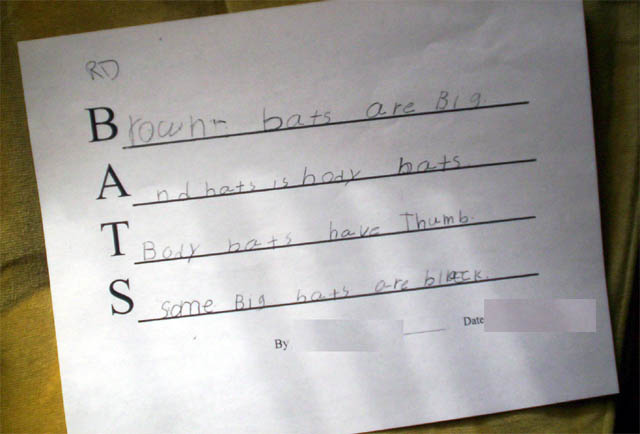 RD
Brown bats are Big.
And bats is body bats.
T Body bats have Thumb.
Some Big bats are black.
By
Date